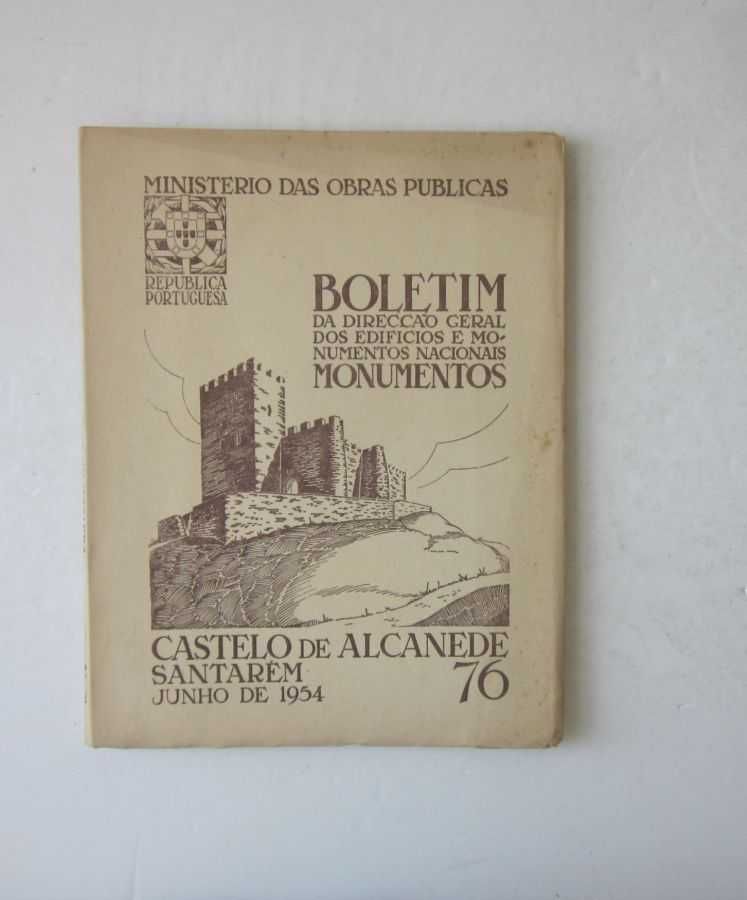 MINISTERIO DAS OBRAS PUBLICAS
REPUBLICA
PORTUGUESA
BOLETIM
DA DIRECÇÃO GERAL
DOS EDIFICIOS E MO-
NUMENTOS NACIONAIS
MONUMENTOS
CASTELO DE ALCANEDE
SANTARÉM
76
JUNHO DE 1954